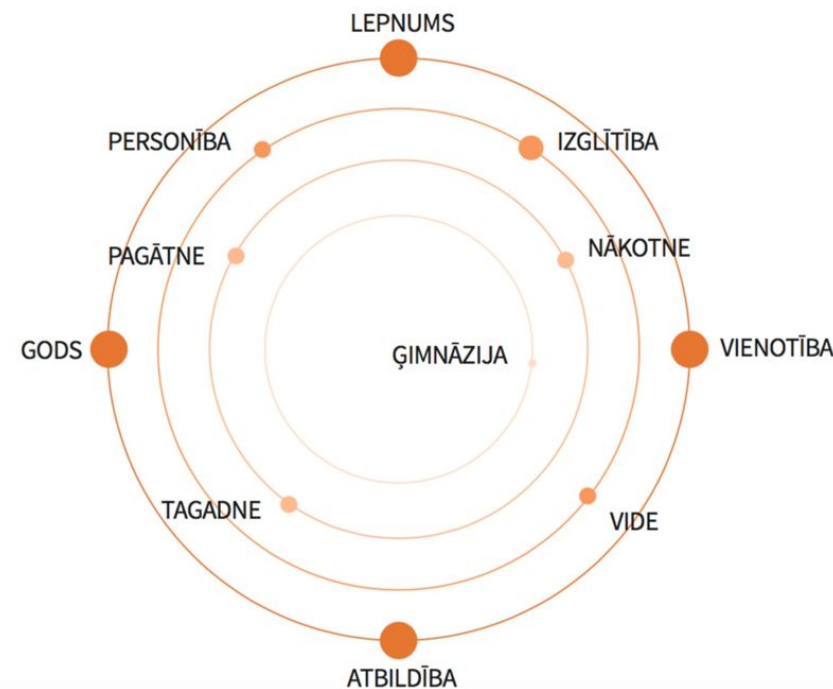 LEPNUMS
PERSONĪBA
IZGLĪTĪBA
PAGĀTNE
NĀKOTNE
GODS
ĢIMNĀZIJA
VIENOTĪBA
TAGADNE
VIDE
ATBILDĪBA